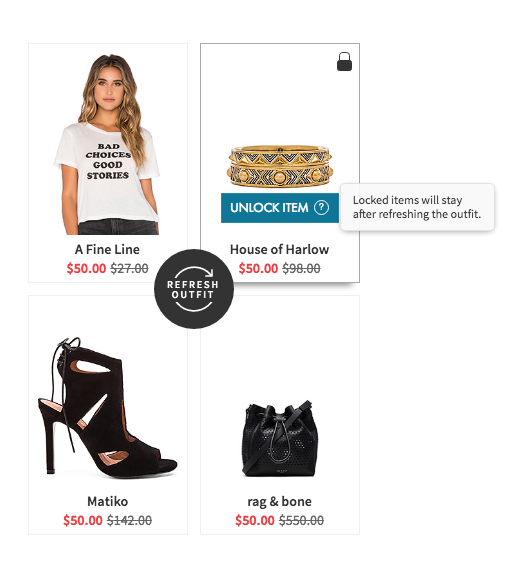 BAD
CHOICES
GOOD
STORIES
UNLOCK ITEM ?
Locked items will stay
after refreshing the outfit.
A Fine Line
$50.00 $27.00
House of Harlow
$50.00 $98.00
REFRESH
OUTFIT
Matiko
$50.00 $142.00
rag & bone
$50.00 $550.00